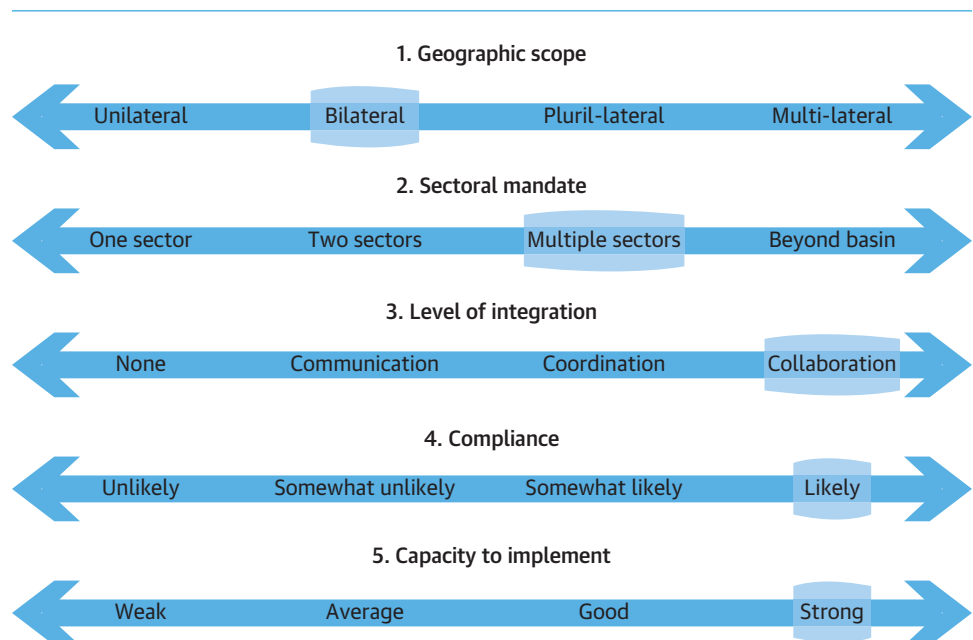 1. Geographic scope
Unilateral Bilateral Pluril-lateral Multi-lateral
2. Sectoral mandate
One sector Two sectors Multiple sectors Beyond basin
3. Level of integration
None Communication Coordination Collaboration
4. Compliance
Unlikely Somewhat unlikely Somewhat likely Likely
5. Capacity to implement
Weak Average Good Strong